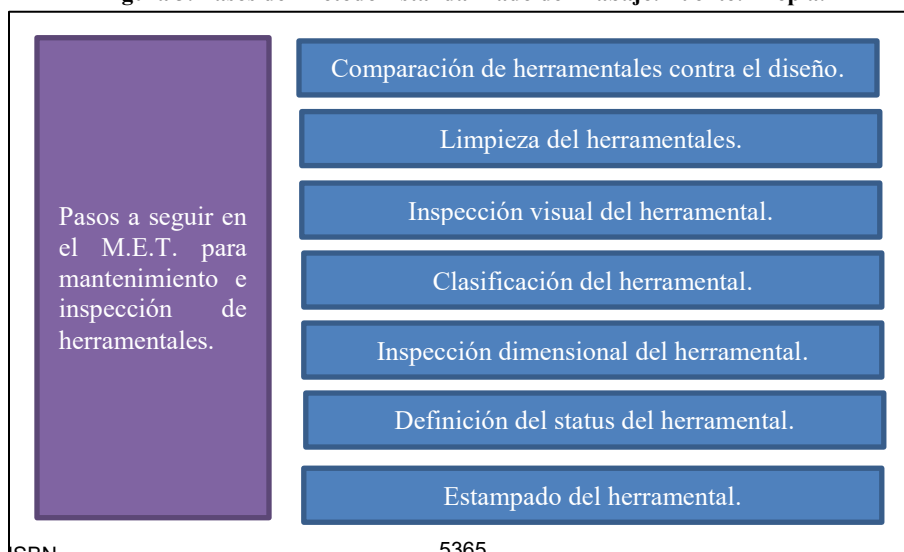 Comparación de herramentales contra el diseño.
Limpieza del herramentales.
Pasos a seguir en
el M.E.T. para
mantenimiento e
inspección de
herramentales.
Inspección visual del herramental.
Clasificación del herramental.
Inspección dimensional del herramental.
Definición del status del herramental.
Estampado del herramental.
5365